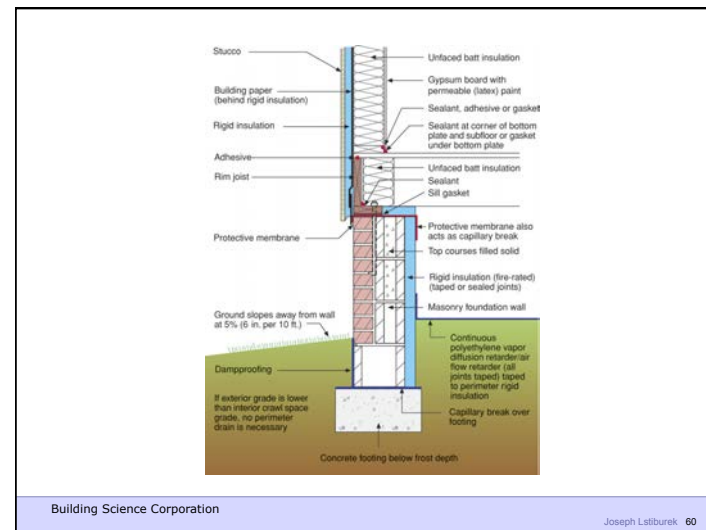 Stucco
Building paper
(behind rigid insulation)
Rigid insulation
Adhesive
Rim joist
Protective membrane
Ground slopes away from wall
at 5% (6 in. per 10 ft.)
Dampproofing
If exterior grade is lower
than interior crawl space
grade, no perimeter
drain is necessary
Unfaced batt insulation
Gypsum board with
permeable (latex) paint
Sealant, adhesive or gasket
Sealant at corner of bottom
plate and subfloor or gasket
under bottom plate
Unfaced batt insulation
Sealant
Sill gasket
Protective membrane also
acts as capillary break
Top courses filled solid
Rigid insulation (fire-rated)
(taped or sealed joints)
Masonry foundation wall
Continuous
polyethylene vapor
diffusion retarder/air
flow retarder (all
joints taped) taped
to perimeter rigid
insulation
Capillary break over
footing
Concrete footing below frost depth
Building Science Corporation
Joseph Lstiburek 60